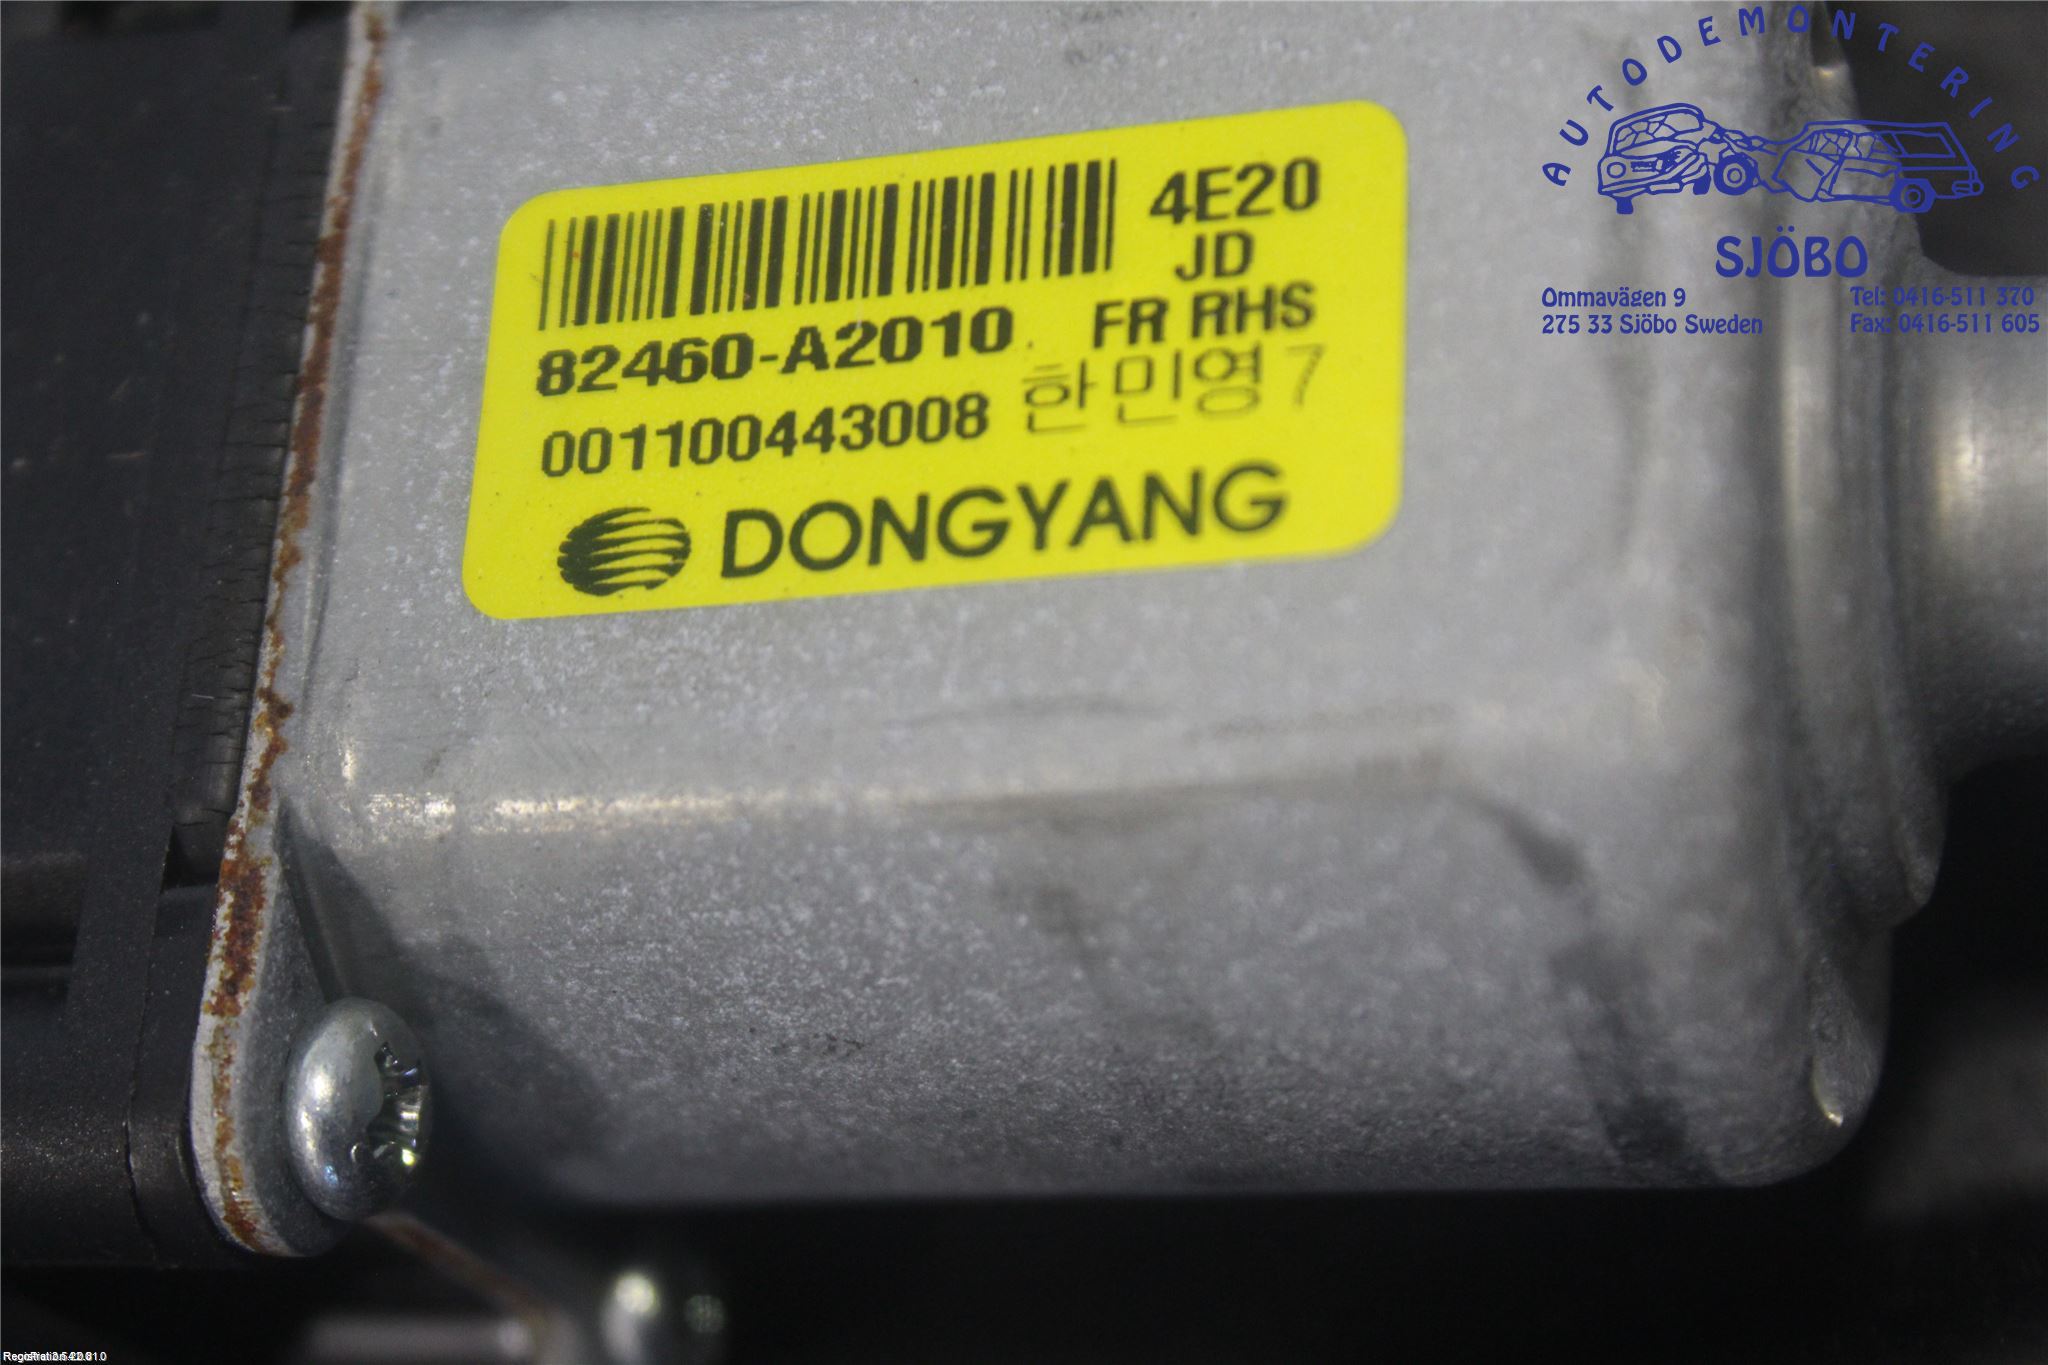 4E20
JD
82460-A2010 FR RHS
001100443008 한민영 7
DONGYANG
AUTODEMONTERING
SJÖBO
Ommavägen 9 Tel: 0416-511 370
275 33 Sjöbo Sweden Fax: 0416-511 605